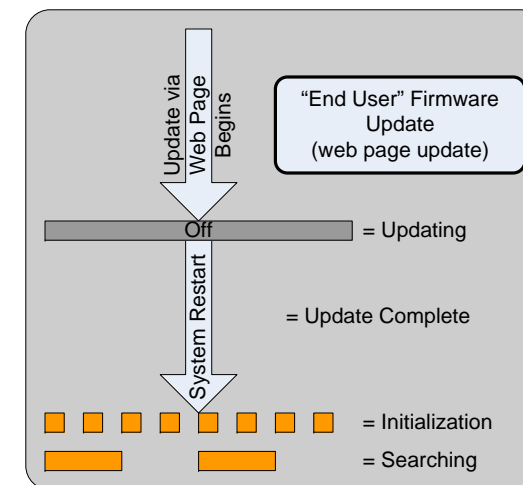 Update via
Web Page
Begins
“End User” Firmware
Update
(web page update)
Off
= Updating
System Restart
= Update Complete
= Initialization
= Searching